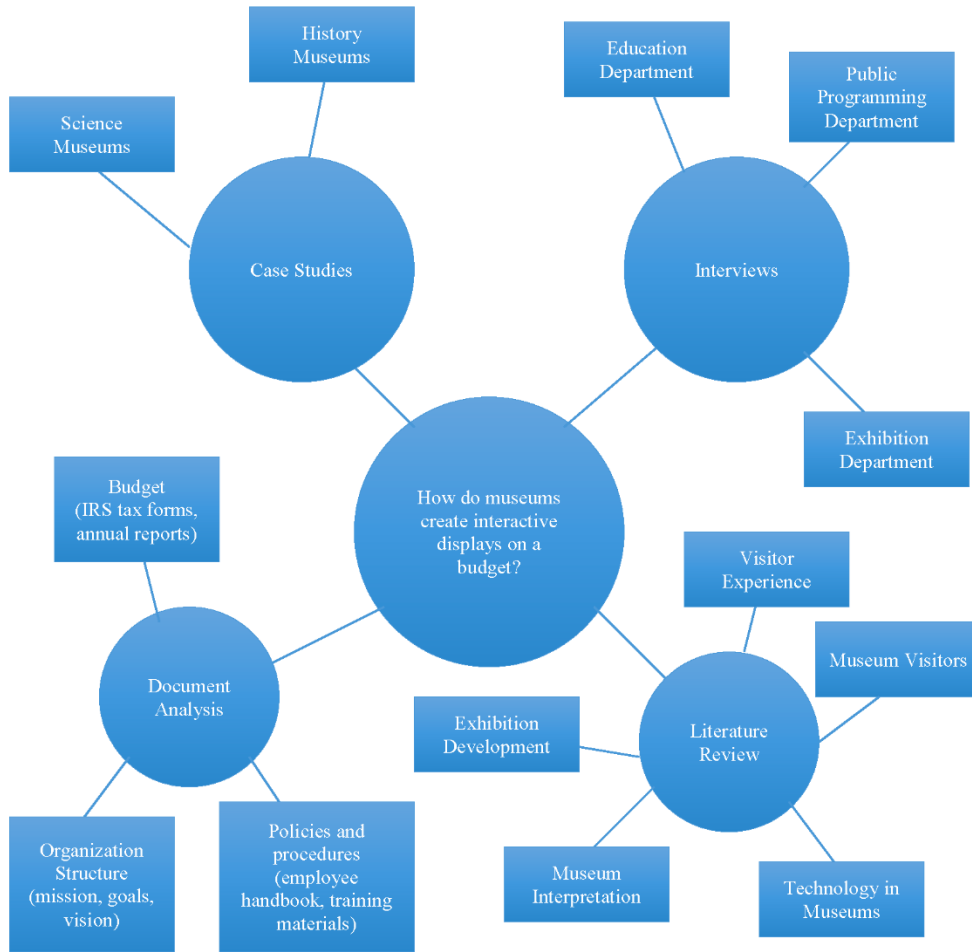 History
Museums
Science
Museums
Case Studies
Education
Department
Public
Programming
Department
Interviews
Exhibition
Department
How do museums
create interactive
displays on a
budget?
Budget
(IRS tax forms,
annual reports)
Document
Analysis
Organization
Structure
(mission, goals,
vision)
Policies and
procedures
(employee
handbook, training
materials)
Visitor
Experience
Museum Visitors
Literature
Review
Exhibition
Development
Museum
Interpretation
Technology in
Museums